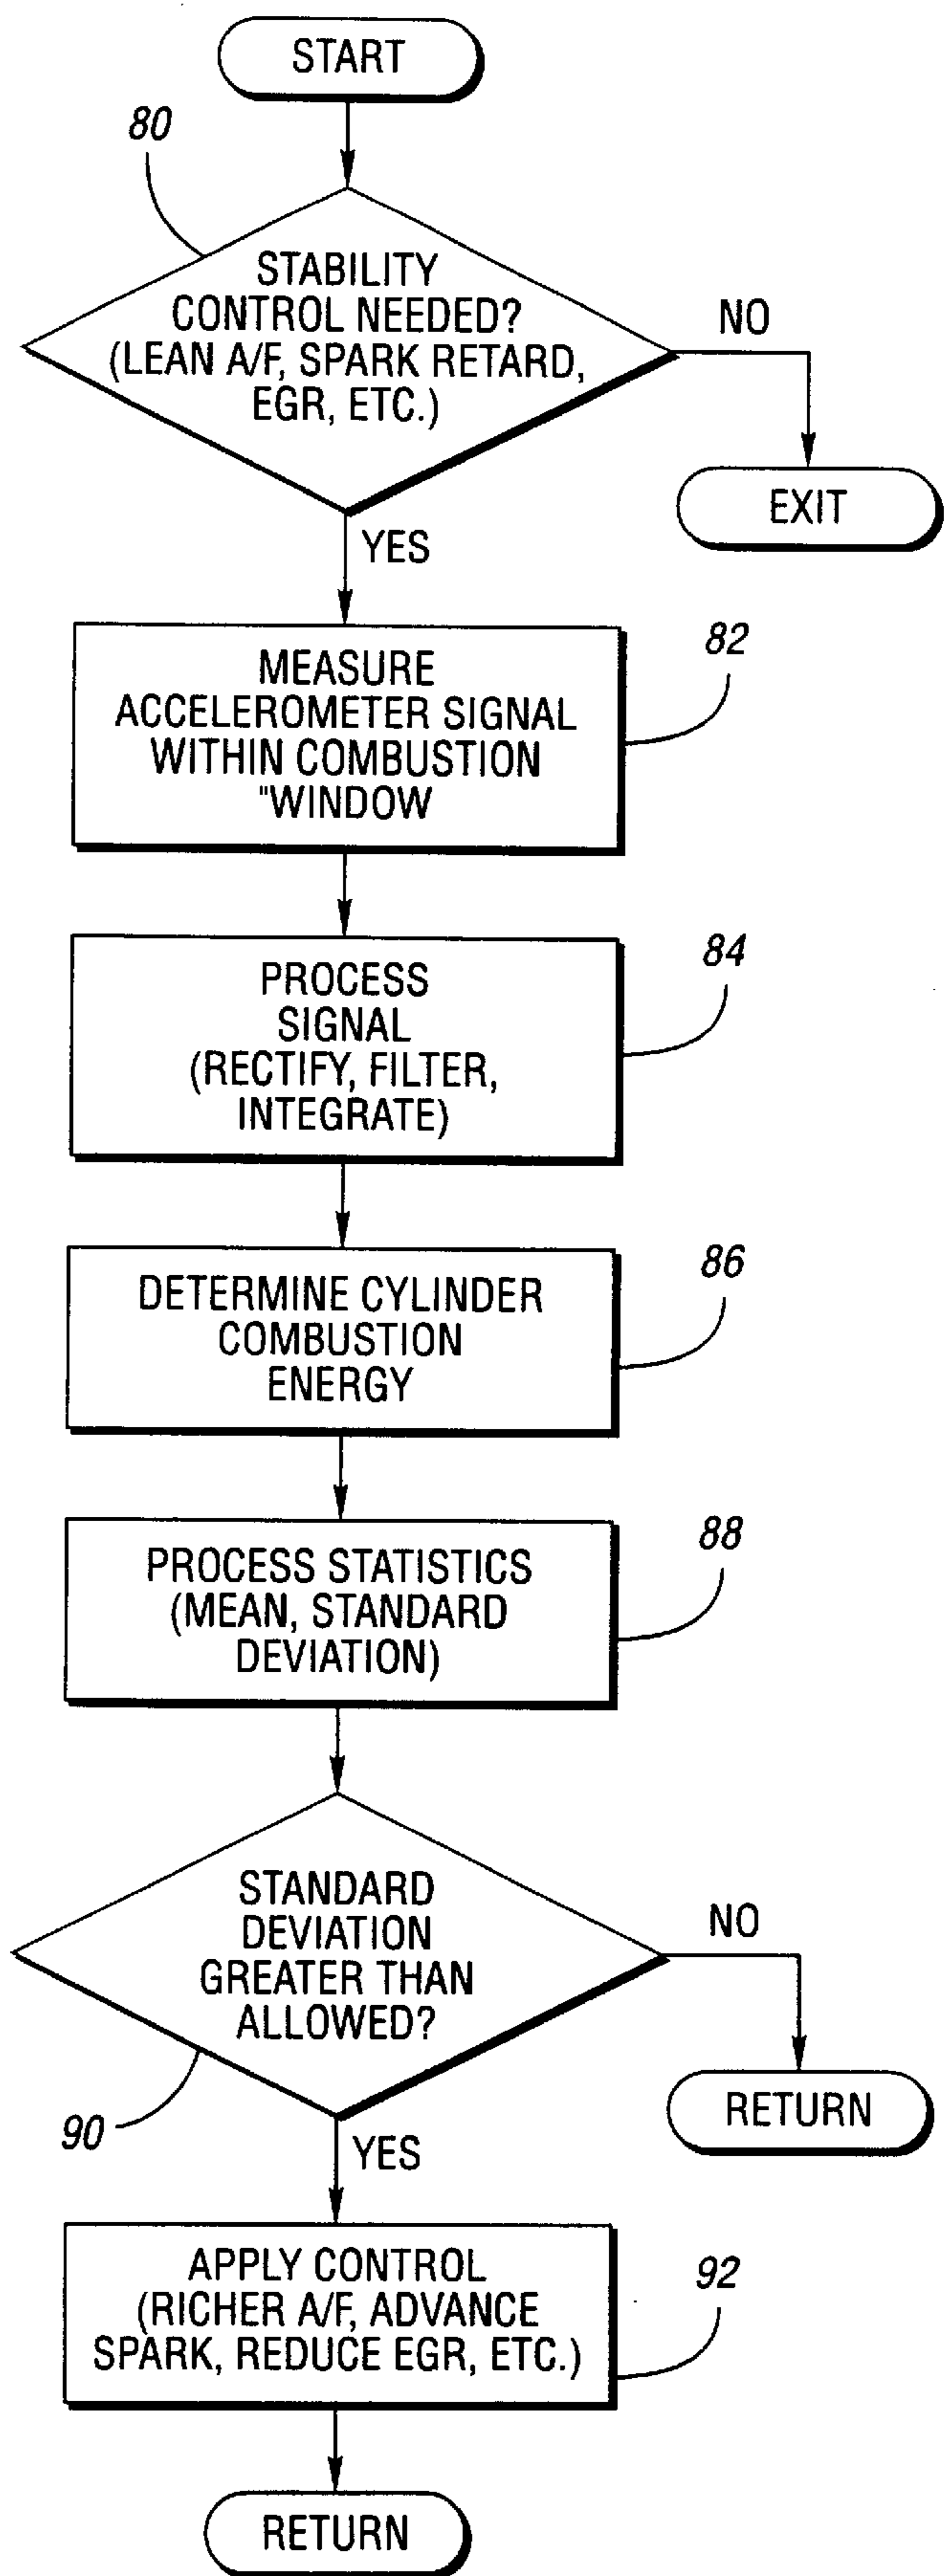 START
80
STABILITY
CONTROL NEEDED?
(LEAN A/F, SPARK RETARD,
EGR, ETC.)
NO
EXIT
YES
MEASURE
ACCELEROMETER SIGNAL
WITHIN COMBUSTION
"WINDOW
82
PROCESS
SIGNAL
(RECTIFY, FILTER,
INTEGRATE)
84
DETERMINE CYLINDER
COMBUSTION
ENERGY
86
PROCESS STATISTICS
(MEAN, STANDARD
DEVIATION)
88
STANDARD
DEVIATION
GREATER THAN
ALLOWED?
NO
RETURN
90
YES
APPLY CONTROL
(RICHER A/F, ADVANCE
SPARK, REDUCE EGR, ETC.)
92
RETURN